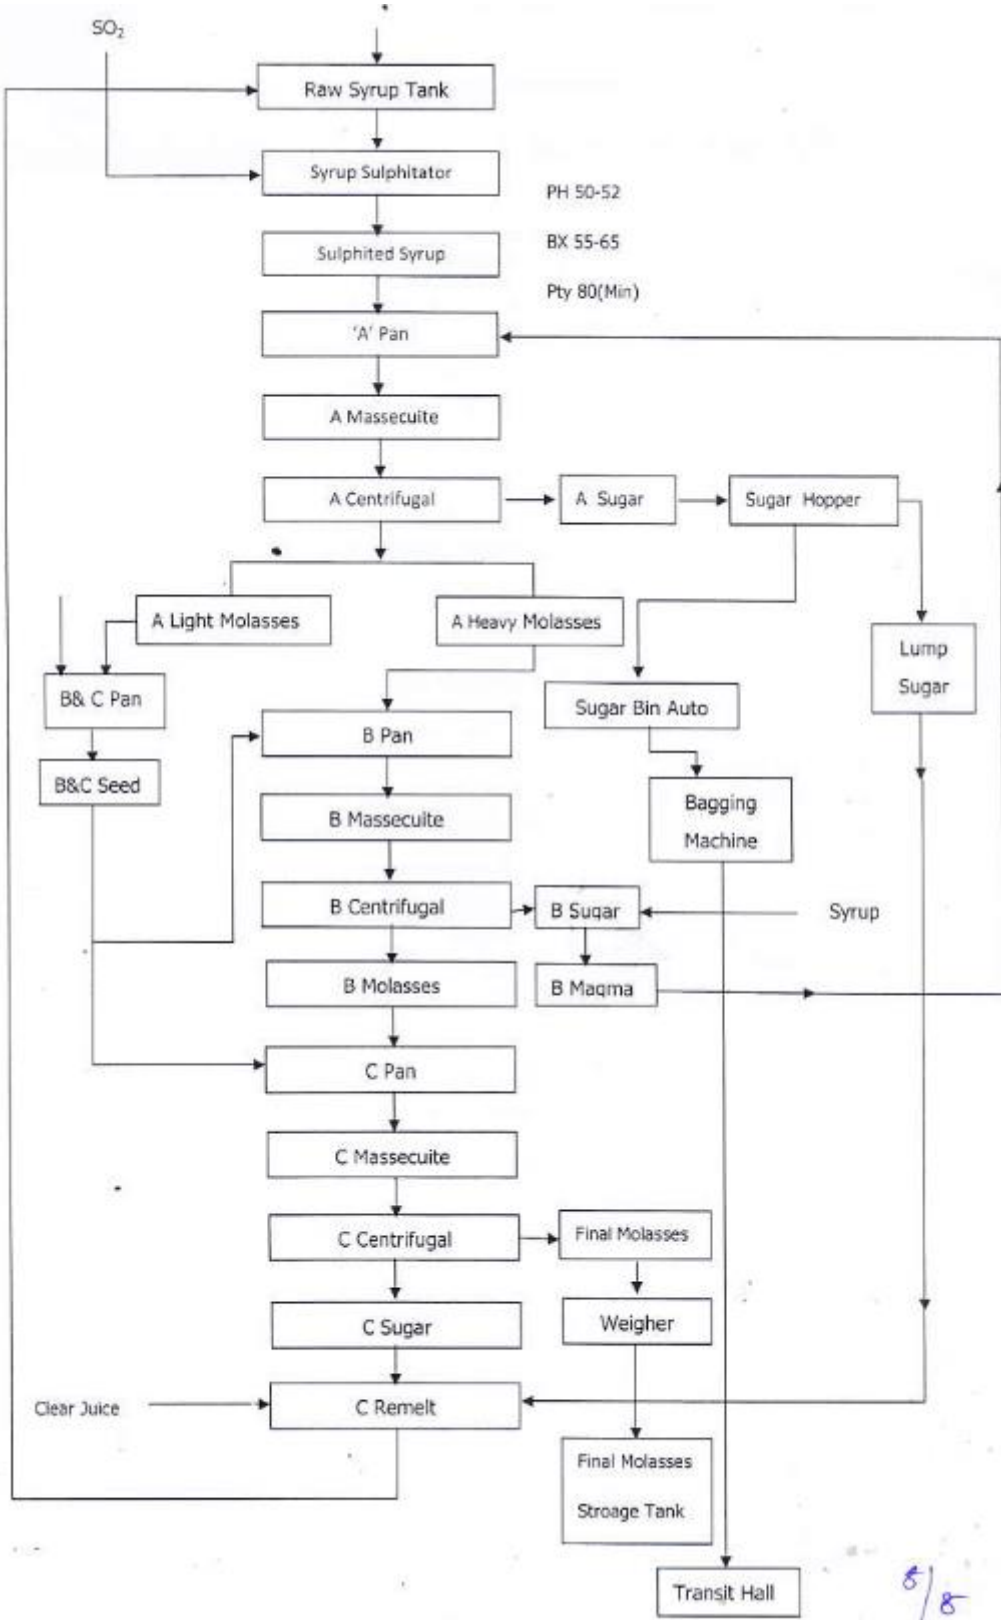 SO₂
Raw Syrup Tank
Syrup Sulphitator
PH 50-52
Sulphited Syrup
BX 55-65
Pty 80(Min)
'A' Pan
A Massecuite
A Centrifugal
A Sugar
Sugar Hopper
A Light Molasses
A Heavy Molasses
Lump
Sugar
B& C Pan
Sugar Bin Auto
B Pan
B&C Seed
Bagging
Machine
B Massecuite
B Centrifugal
B Sugar
Syrup
B Molasses
B Maqma
C Pan
C Massecuite
C Centrifugal
Final Molasses
C Sugar
Weigher
Clear Juice
C Remelt
Final Molasses
Stroage Tank
Transit Hall
8/8